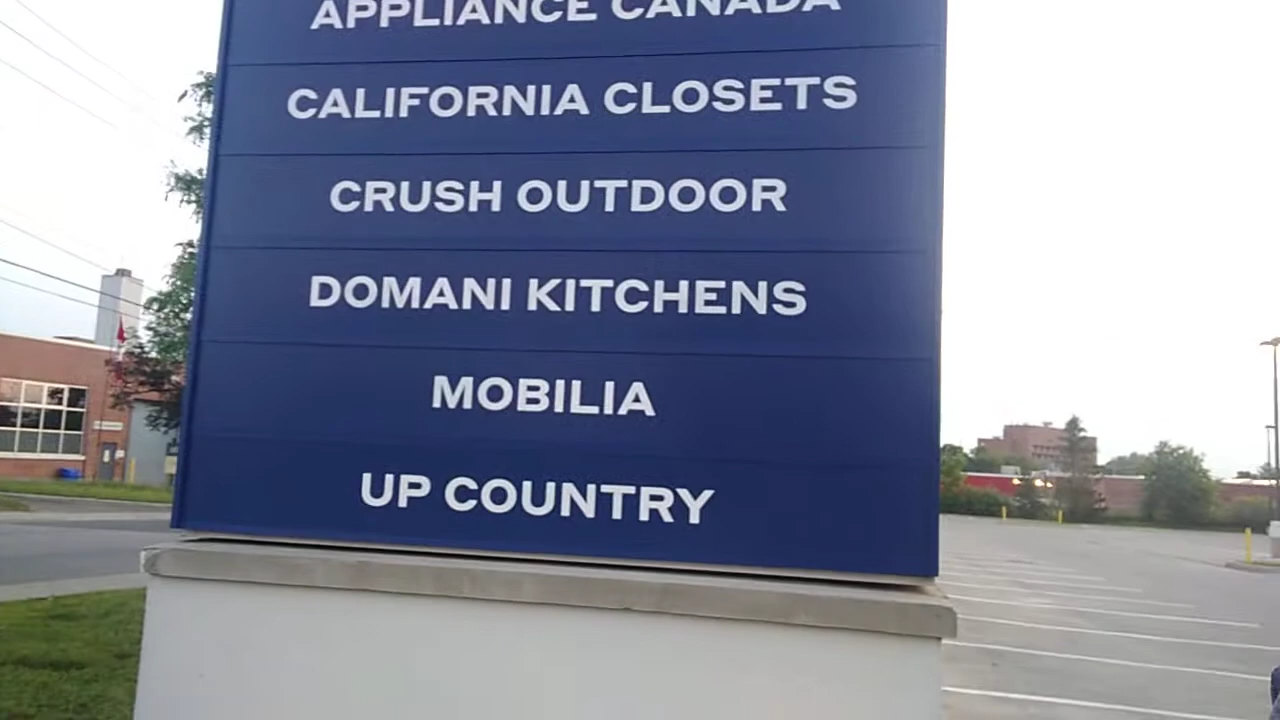 APPLIANCE CANADA
CALIFORNIA CLOSETS
CRUSH OUTDOOR
DOMANI KITCHENS
MOBILIA
UP COUNTRY